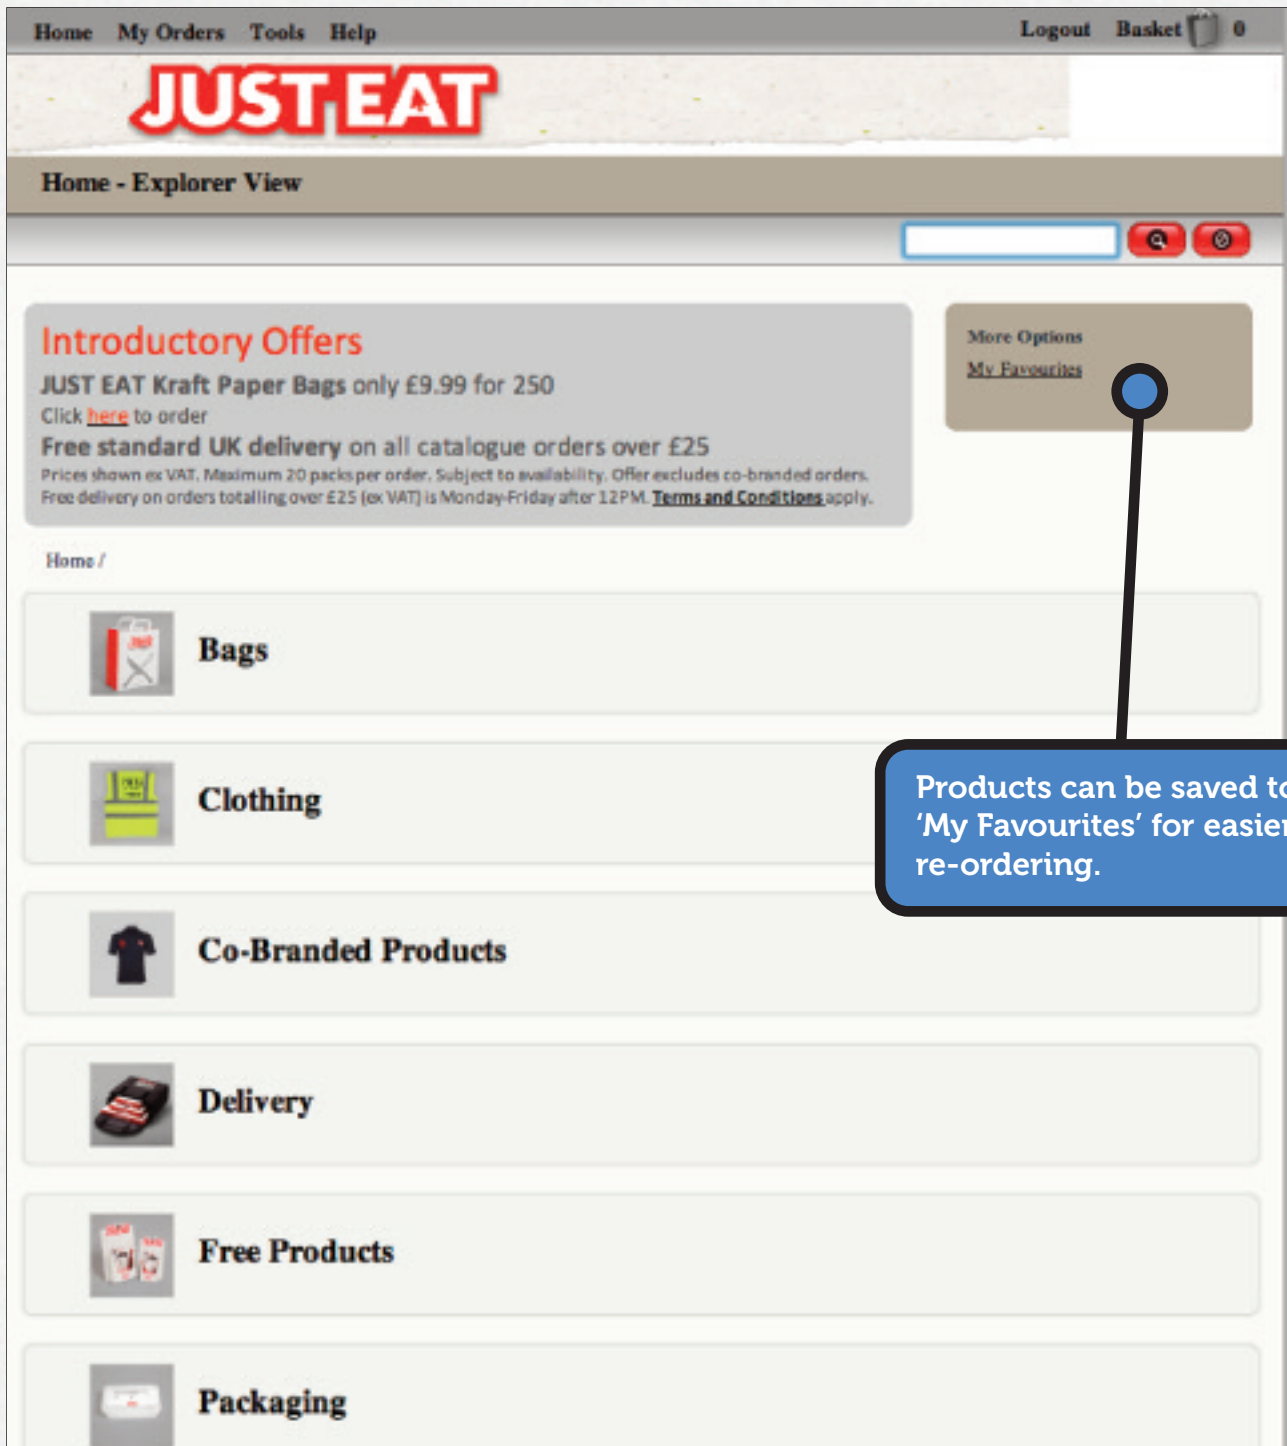 Home My Orders Tools Help Logout Basket 0
JUST EAT
Home - Explorer View
Introductory Offers
JUST EAT Kraft Paper Bags only £9.99 for 250
Click here to order
Free standard UK delivery on all catalogue orders over £25
Prices shown ex VAT. Maximum 20 packs per order. Subject to availability. Offer excludes co-branded orders.
Free delivery on orders totalling over £25 (ex VAT) is Monday-Friday after 12PM. Terms and Conditions apply.
More Options
My Favourites
Home /
Bags
Clothing
Products can be saved to
‘My Favourites’ for easier
re-ordering.
Co-Branded Products
Delivery
Free Products
Packaging